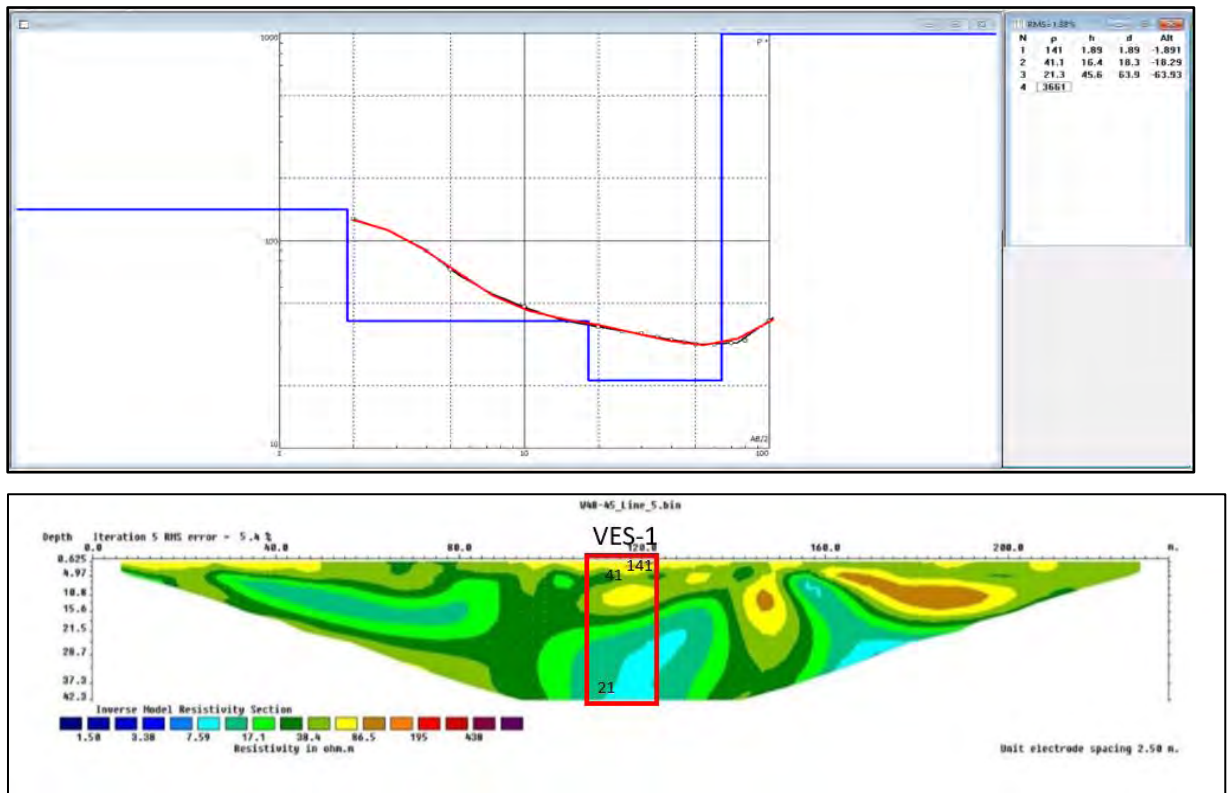 RMS=1.88%
N ρ h d Alt
1 141 1.89 1.89 -1.891
2 41.1 16.4 18.3 -18.29
3 21.3 45.6 63.9 -63.93
4 3661
1000
ρ
100
10
AB/2
1 10 100
W48-45_Line_5.bin
Depth Iteration 5 RMS error = 5.4 %
VES-1
0.0 40.0 80.0 120.0 160.0 200.0 m.
0.625
4.97
10.8
15.6
21.5
28.7
37.3
42.3
141
41
21
Inverse Model Resistivity Section
1.50 3.38 7.59 17.1 38.4 86.5 195 438
Resistivity in ohm.m
Unit electrode spacing 2.50 m.